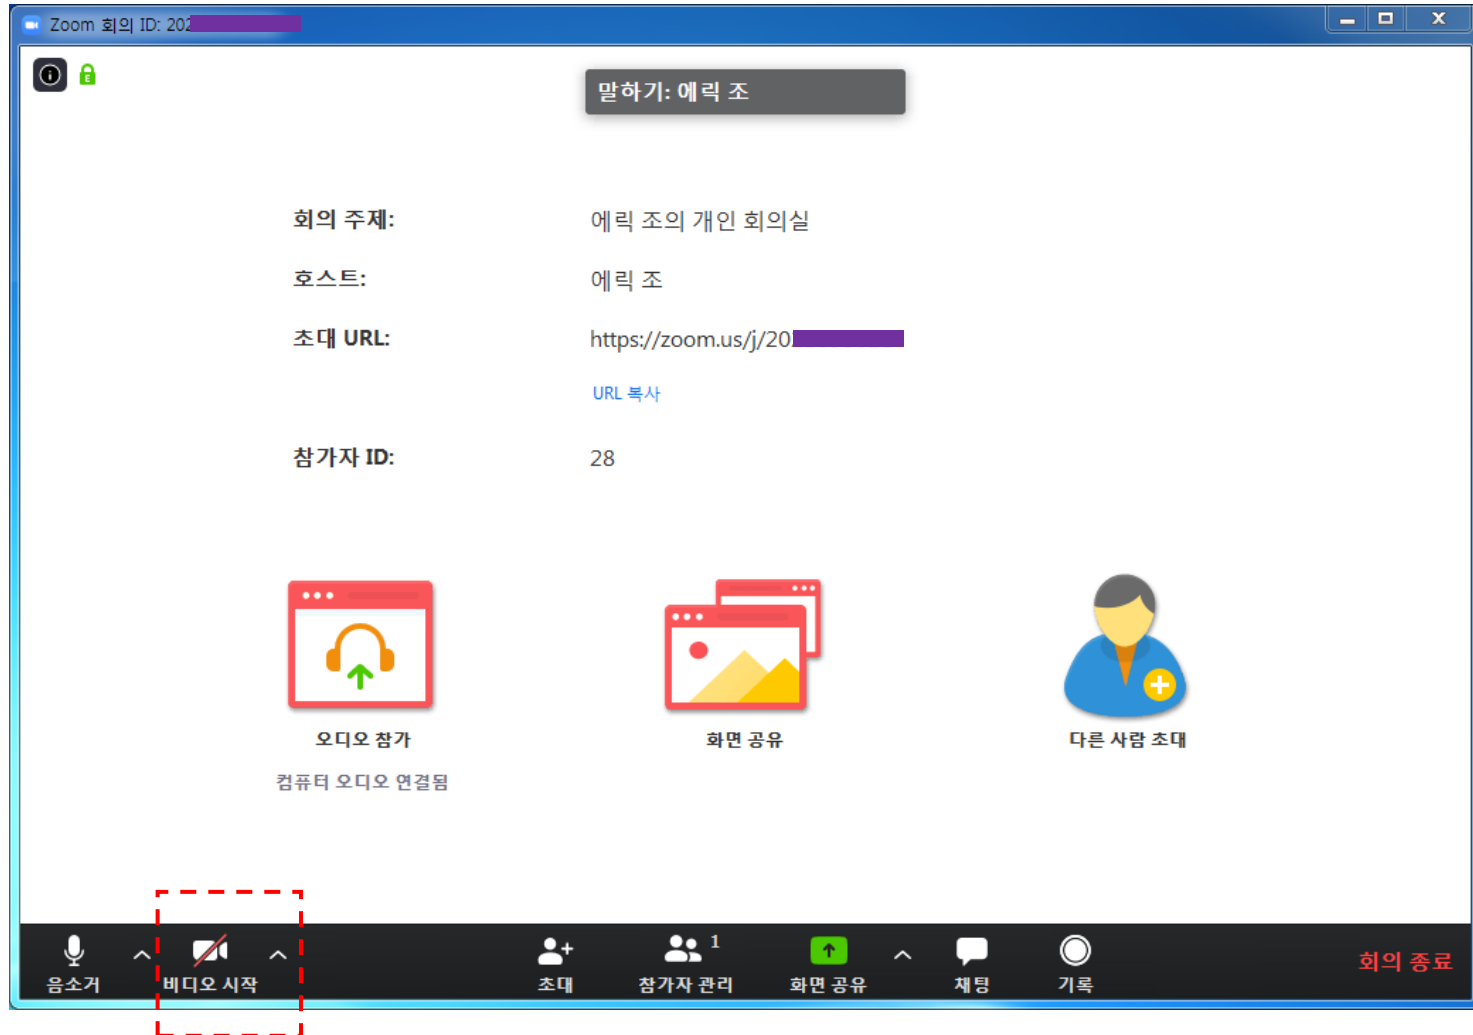 Zoom 회의 ID: 202
말하기: 에릭 조
회의 주제: 에릭 조의 개인 회의실
호스트: 에릭 조
초대 URL: https://zoom.us/j/20
URL 복사
참가자 ID: 28
오디오 참가 화면 공유 다른 사람 초대
컴퓨터 오디오 연결됨
음소거 비디오 시작 초대 참가자 관리 1 화면 공유 채팅 기록 회의 종료